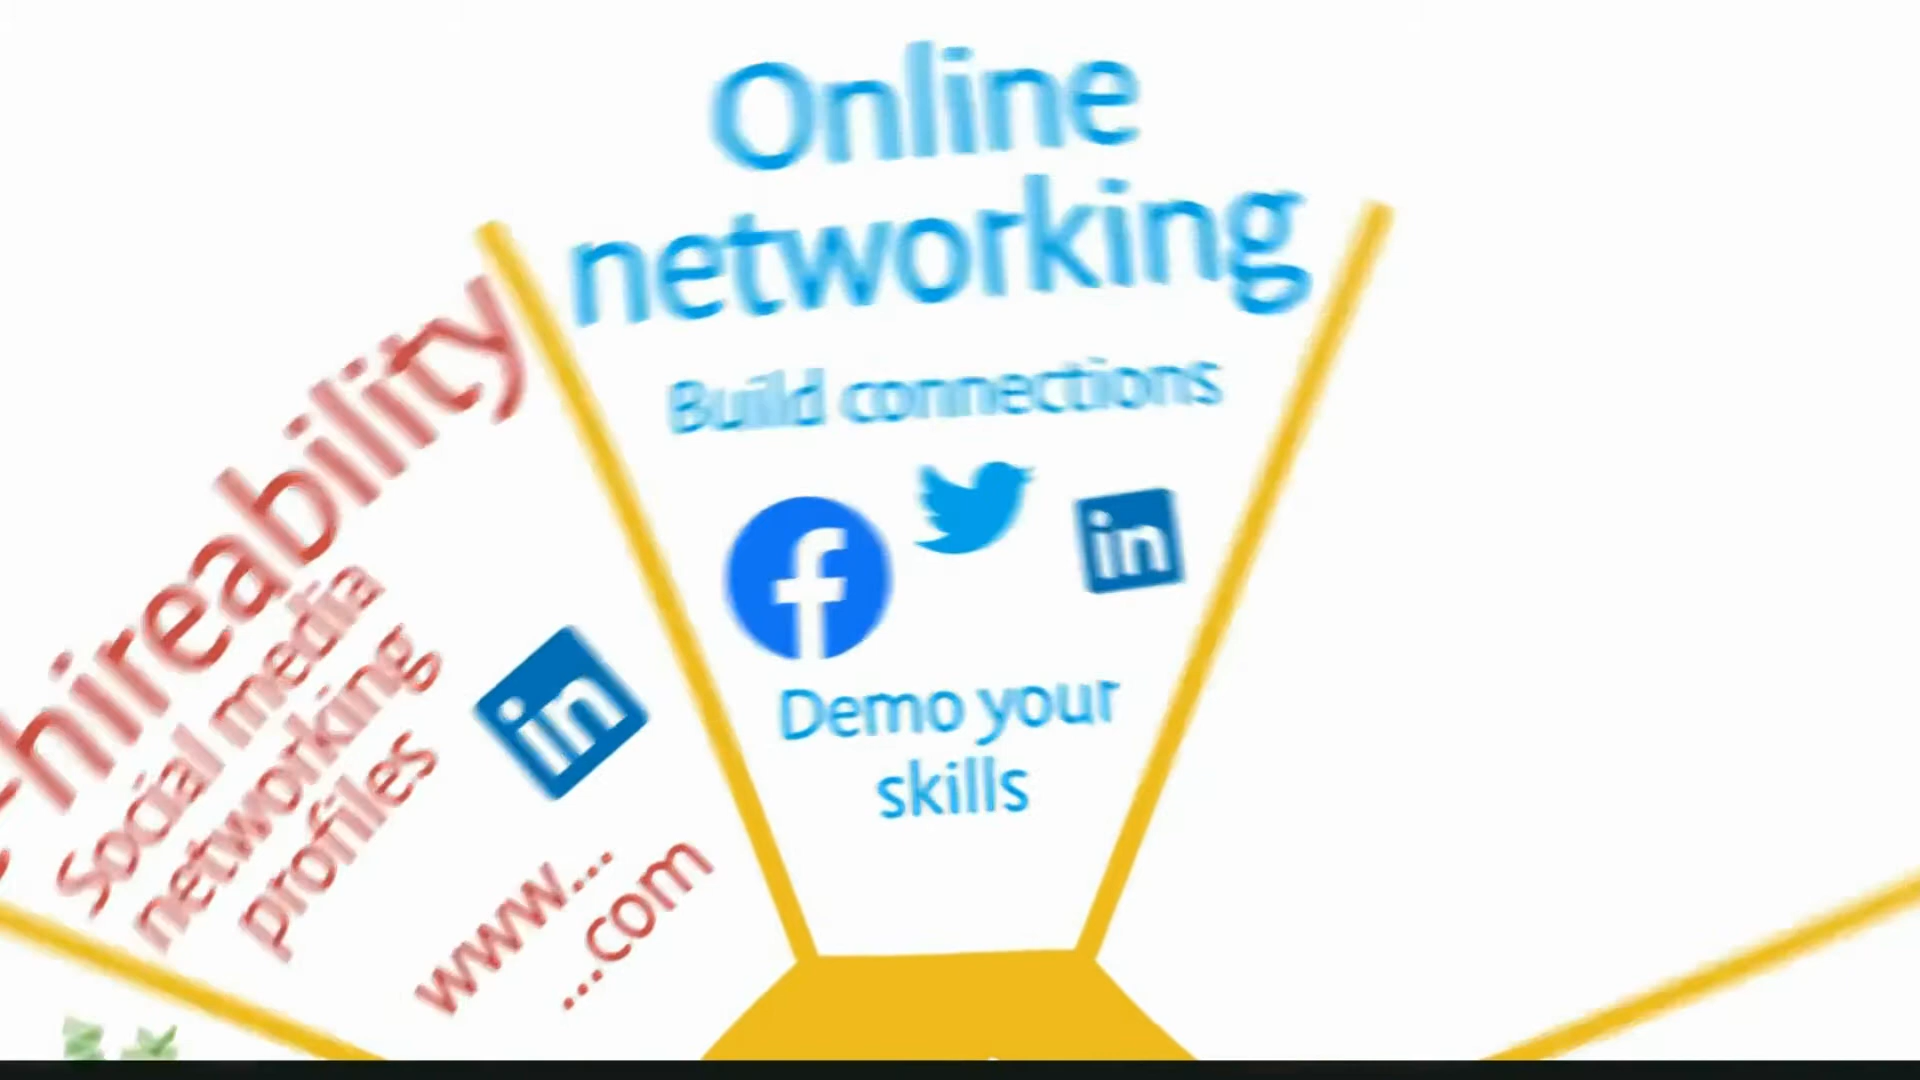 Online
networking
Build connections
f
in
Demo your
skills
-hireability
Social media
networking
profiles
in
www...
...com